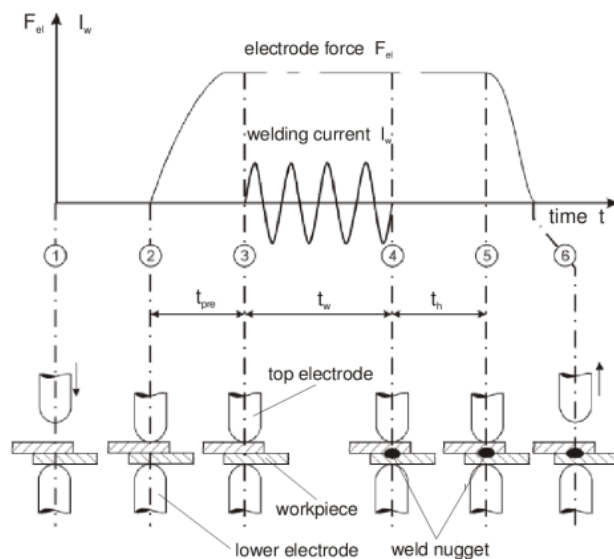 F_el I_w
electrode force F_el
welding current I_w
time t
1 2 3 4 5 6
t_pre t_w t_h
top electrode
workpiece
lower electrode
weld nugget